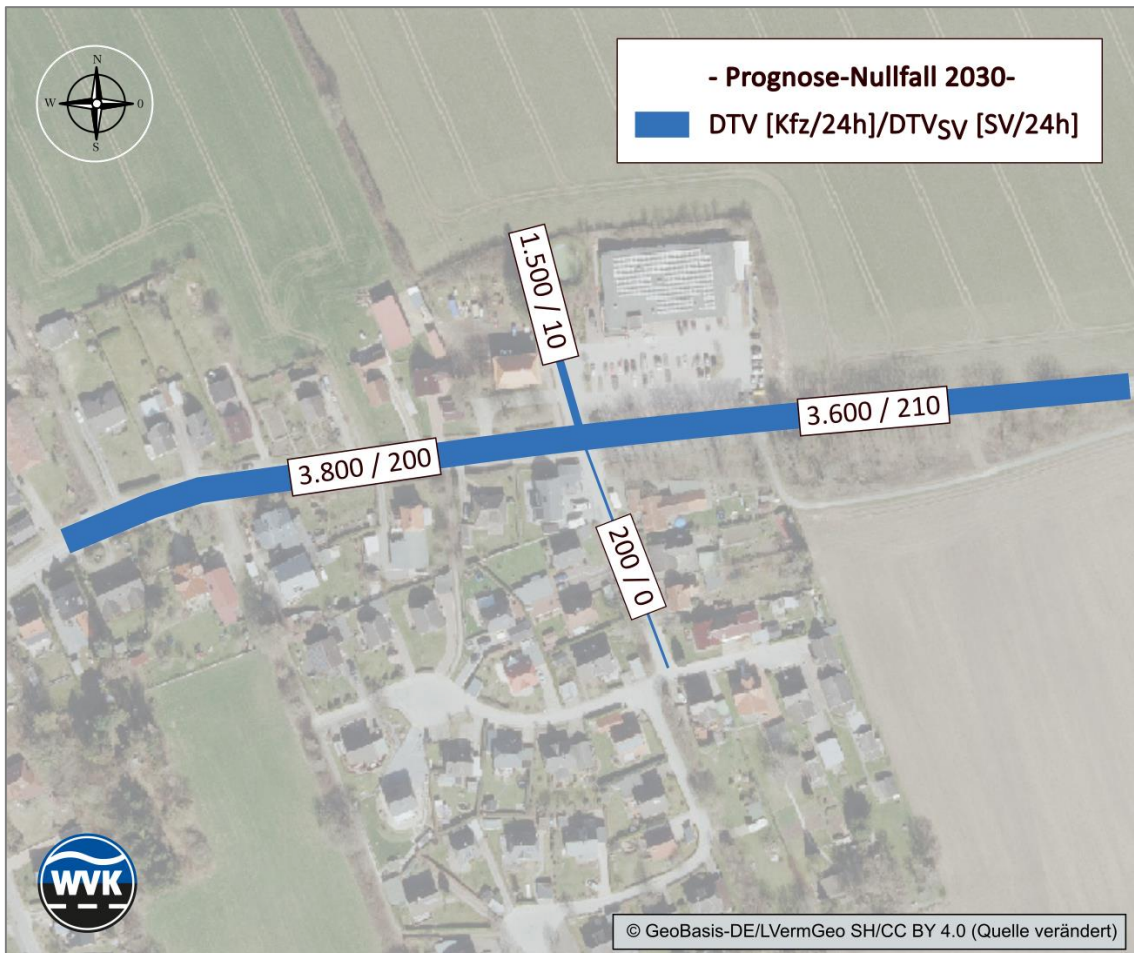 - Prognose-Nullfall 2030-
DTV [Kfz/24h]/DTVSV [SV/24h]
N
W
O
S
1.500 / 10
3.600 / 210
3.800 / 200
200 / 0
WVK
© GeoBasis-DE/LVermGeo SH/CC BY 4.0 (Quelle verändert)